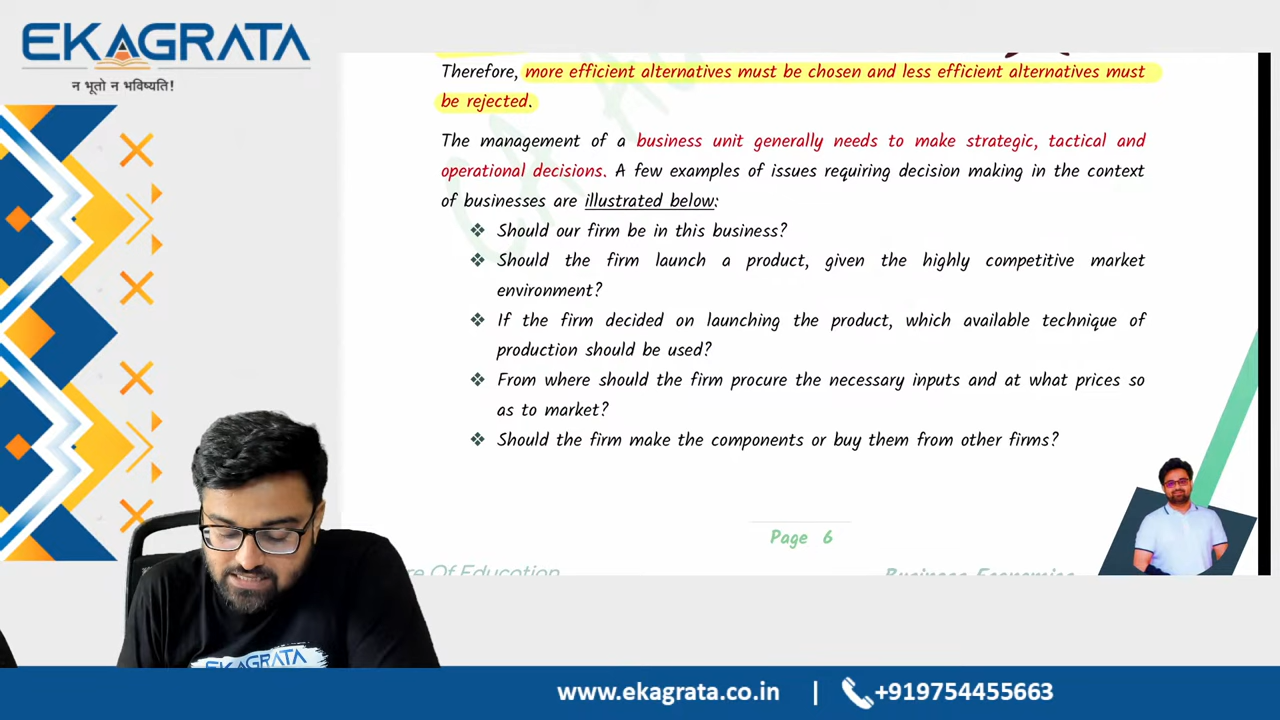 EKAGRATA
न भूतो न भविष्यति!
Therefore, more efficient alternatives must be chosen and less efficient alternatives must
be rejected.
The management of a business unit generally needs to make strategic, tactical and
operational decisions. A few examples of issues requiring decision making in the context
of businesses are illustrated below:
❖ Should our firm be in this business?
❖ Should the firm launch a product, given the highly competitive market
environment?
❖ If the firm decided on launching the product, which available technique of
production should be used?
❖ From where should the firm procure the necessary inputs and at what prices so
as to market?
❖ Should the firm make the components or buy them from other firms?
Page 6
Of Education
Business Economics
EKAGRATA
www.ekagrata.co.in | +919754455663